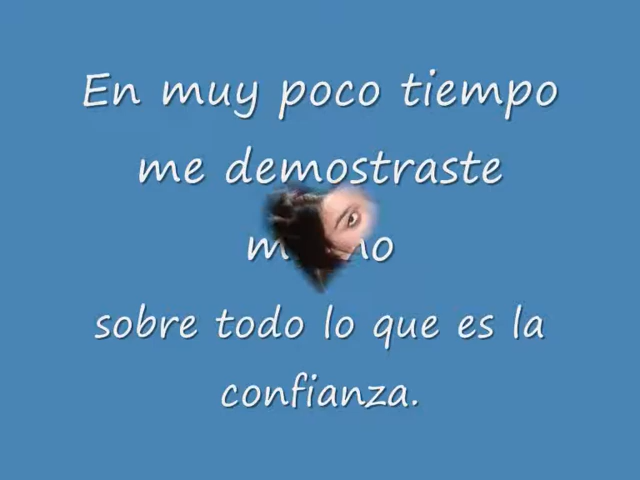 En muy poco tiempo
me demostraste
sobre todo lo que es la
confianza.